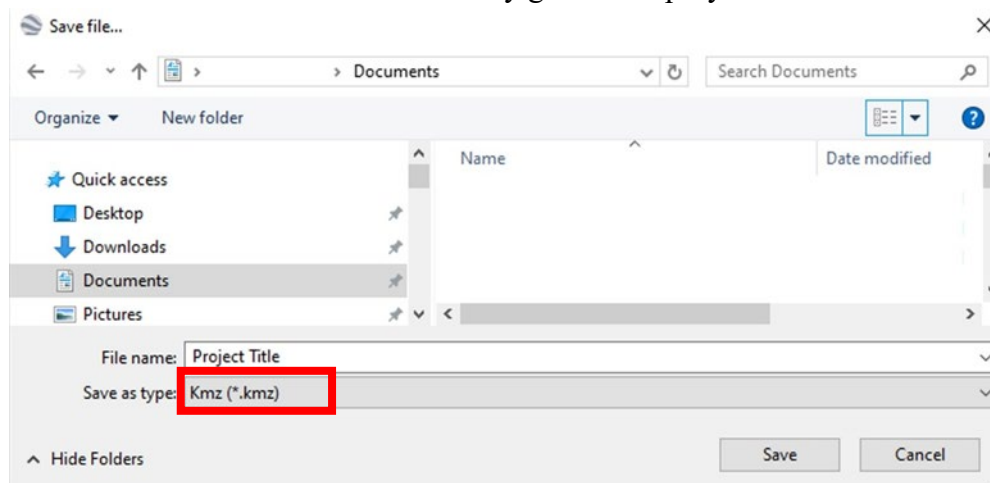 Save file...
> > Documents Search Documents
Organize New folder
Name Date modified
Quick access
Desktop
Downloads
Documents
Pictures
File name: Project Title
Save as type: Kmz (*.kmz)
Hide Folders Save Cancel